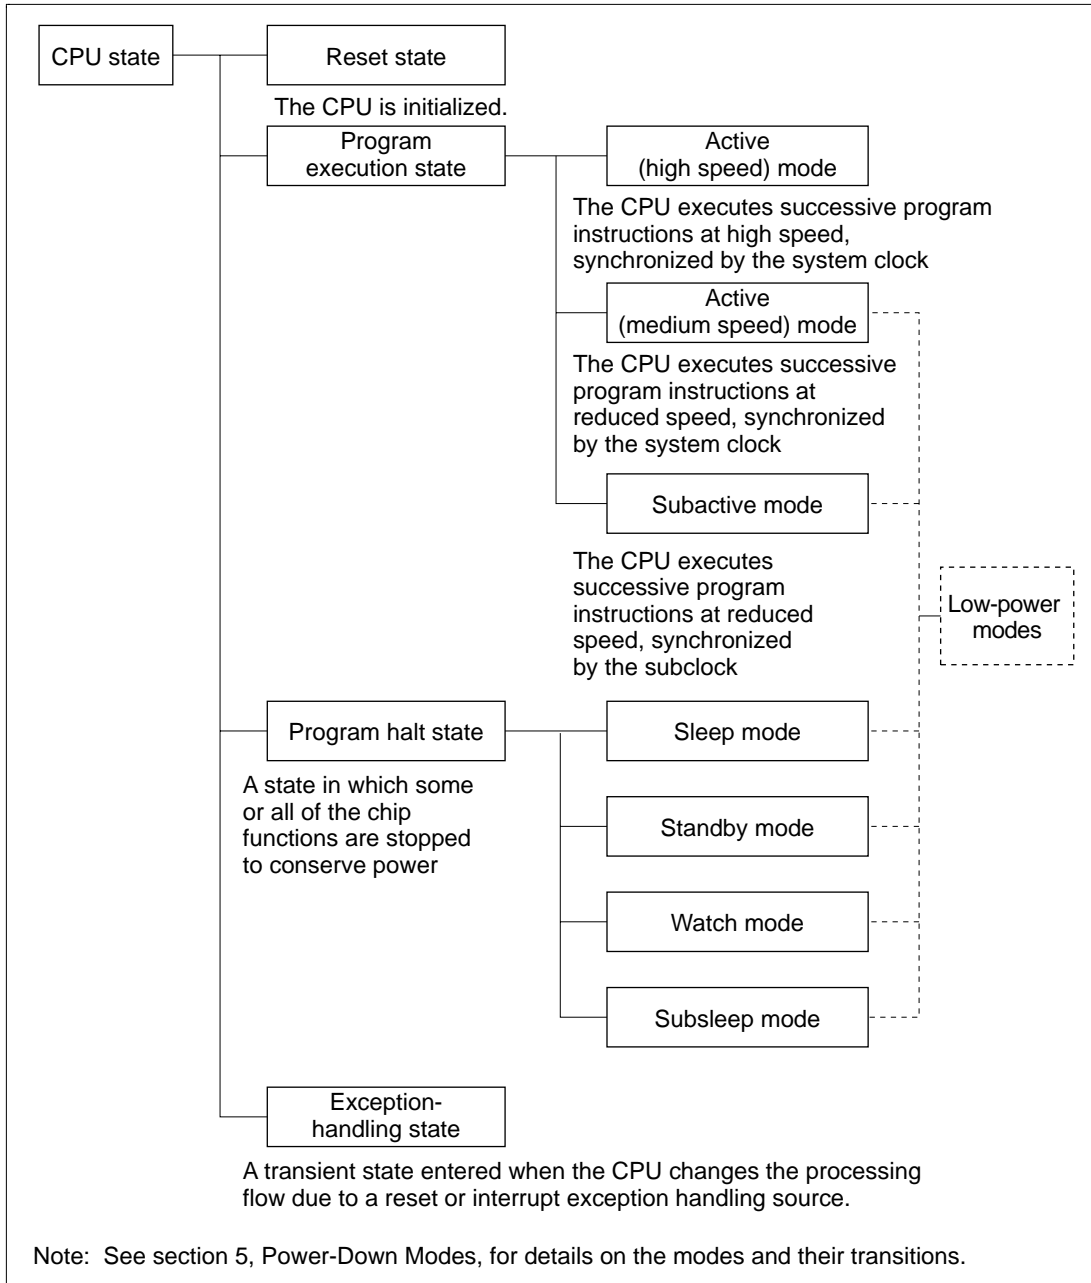 CPU state
Reset state
The CPU is initialized.
Program
execution state
Active
(high speed) mode
The CPU executes successive program
instructions at high speed,
synchronized by the system clock
Active
(medium speed) mode
The CPU executes successive
program instructions at
reduced speed, synchronized
by the system clock
Subactive mode
The CPU executes
successive program
instructions at reduced
speed, synchronized
by the subclock
Low-power
modes
Program halt state
A state in which some
or all of the chip
functions are stopped
to conserve power
Sleep mode
Standby mode
Watch mode
Subsleep mode
Exception-
handling state
A transient state entered when the CPU changes the processing
flow due to a reset or interrupt exception handling source.
Note: See section 5, Power-Down Modes, for details on the modes and their transitions.